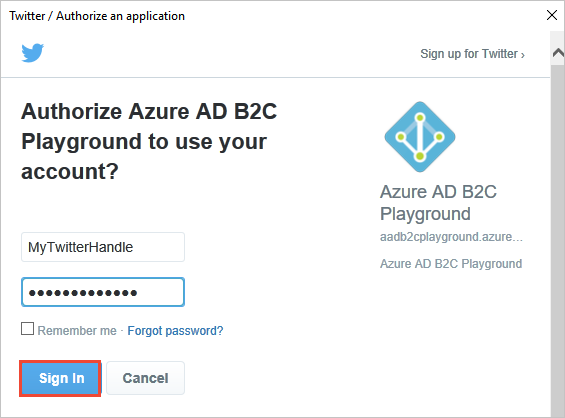 Twitter / Authorize an application
Sign up for Twitter ›
Authorize Azure AD B2C
Playground to use your
account?
Azure AD B2C
Playground
aadb2cplayground.azure...
Azure AD B2C Playground
MyTwitterHandle
●●●●●●●●●●●●●
Remember me · Forgot password?
Sign In
Cancel